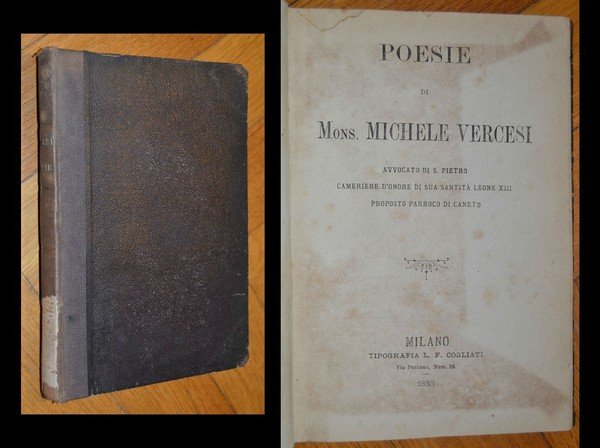 POESIE
DI
MONS. MICHELE VERCESI
AVVOCATO DI S. PIETRO
CAMERIERE D'ONORE DI SUA SANTITÀ LEONE XIII
PROPOSTO PARROCO DI CANETO
MILANO
TIPOGRAFIA L. F. COGLIATI
Via Pantano, Num. 26